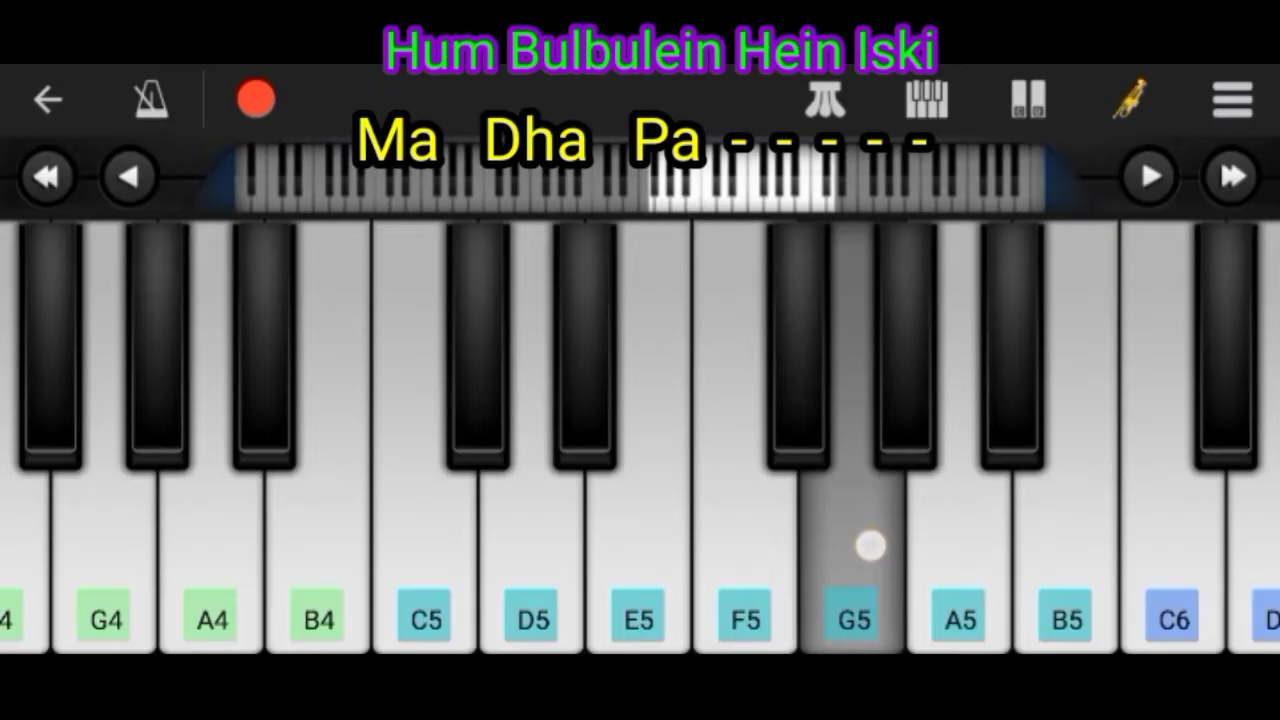 Hum Bulbulein Hein Iski
Ma Dha Pa - - - - -
4 G4 A4 B4 C5 D5 E5 F5 G5 A5 B5 C6 D